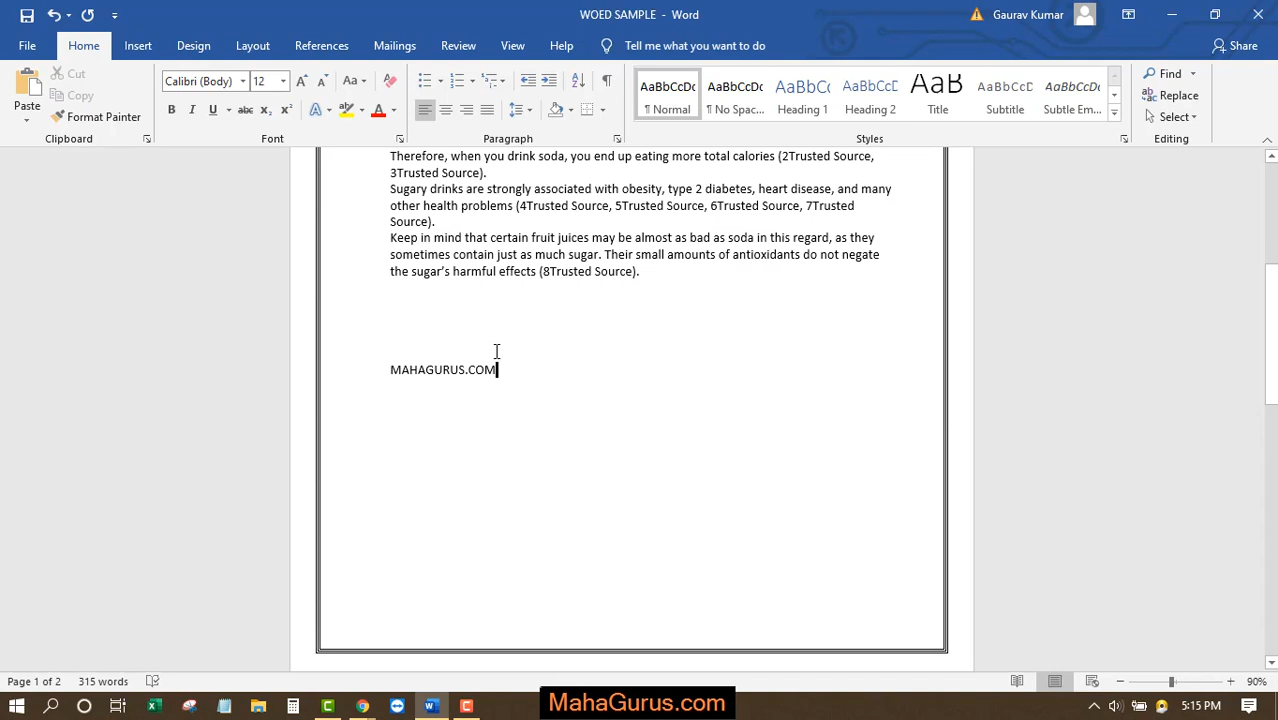 WOED SAMPLE - Word
Gaurav Kumar
File Home Insert Design Layout References Mailings Review View Help Tell me what you want to do Share
Cut
Copy
Paste
Format Painter
Clipboard
Calibri (Body) 12
Font
Paragraph
AaBbCcDc AaBbCcDc AaBbCc AaBbCcC AaB AaBbCcC AaBbCcDc
¶ Normal ¶ No Spac... Heading 1 Heading 2 Title Subtitle Subtle Em...
Styles
Find
Replace
Select
Editing
Therefore, when you drink soda, you end up eating more total calories (2Trusted Source,
3Trusted Source).
Sugary drinks are strongly associated with obesity, type 2 diabetes, heart disease, and many
other health problems (4Trusted Source, 5Trusted Source, 6Trusted Source, 7Trusted
Source).
Keep in mind that certain fruit juices may be almost as bad as soda in this regard, as they
sometimes contain just as much sugar. Their small amounts of antioxidants do not negate
the sugar's harmful effects (8Trusted Source).
MAHAGURUS.COM
Page 1 of 2 315 words
90%
MahaGurus.com
5:15 PM